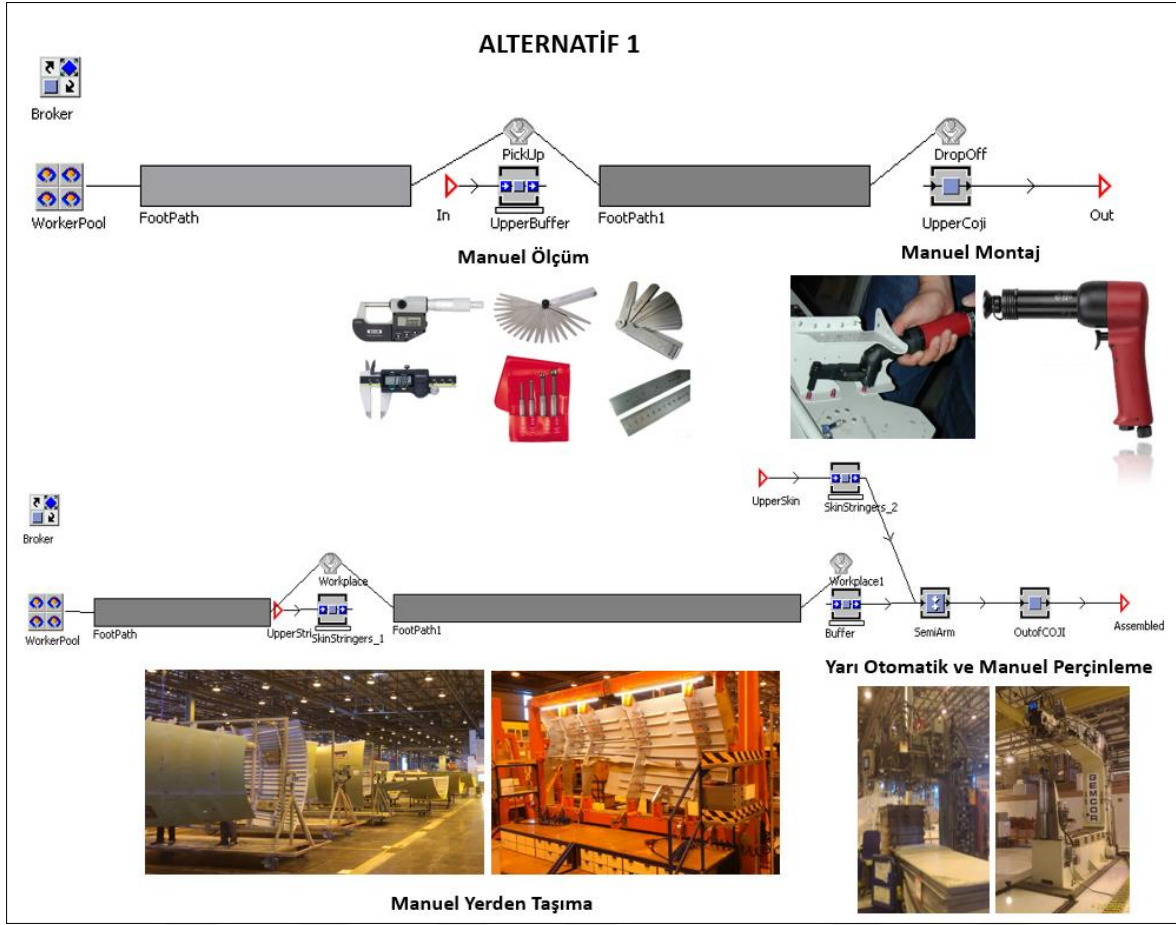 ALTERNATİF 1
Broker
PickUp
DropOff
WorkerPool
FootPath
In
UpperBuffer
FootPath1
UpperCoji
Out
Manuel Ölçüm
Manuel Montaj
UpperSkin
SkinStringers_2
Broker
Workplace
Workplace1
WorkerPool
FootPath
UpperStri
SkinStringers_1
FootPath1
Buffer
SemiArm
OutofCOJI
Assembled
Yarı Otomatik ve Manuel Perçinleme
GEMCOR
Manuel Yerden Taşıma